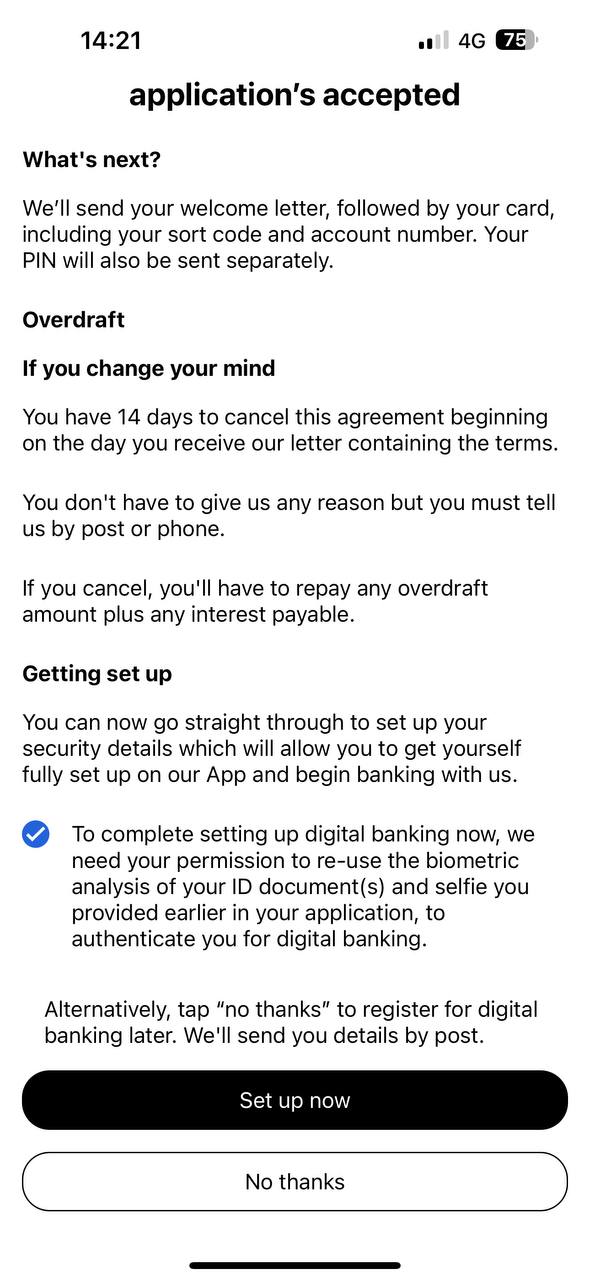 14:21 4G 75
application’s accepted
What's next?
We’ll send your welcome letter, followed by your card,
including your sort code and account number. Your
PIN will also be sent separately.
Overdraft
If you change your mind
You have 14 days to cancel this agreement beginning
on the day you receive our letter containing the terms.
You don't have to give us any reason but you must tell
us by post or phone.
If you cancel, you'll have to repay any overdraft
amount plus any interest payable.
Getting set up
You can now go straight through to set up your
security details which will allow you to get yourself
fully set up on our App and begin banking with us.
To complete setting up digital banking now, we
need your permission to re-use the biometric
analysis of your ID document(s) and selfie you
provided earlier in your application, to
authenticate you for digital banking.
Alternatively, tap “no thanks” to register for digital
banking later. We'll send you details by post.
Set up now
No thanks